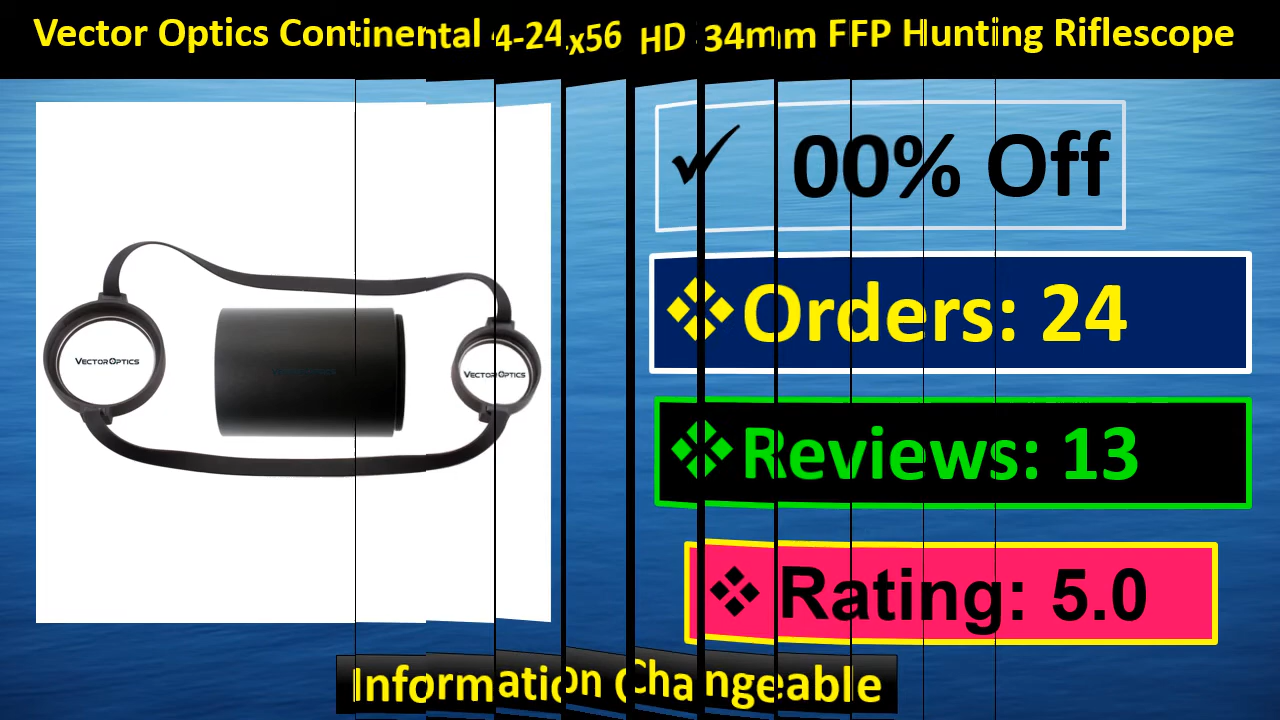 Vector Optics Continental 4-24x56 HD 34mm FFP Hunting Riflescope
00% Off
Orders: 24
VECTOR OPTICS
VECTOR OPTICS
Reviews: 13
Rating: 5.0
Information Changeable